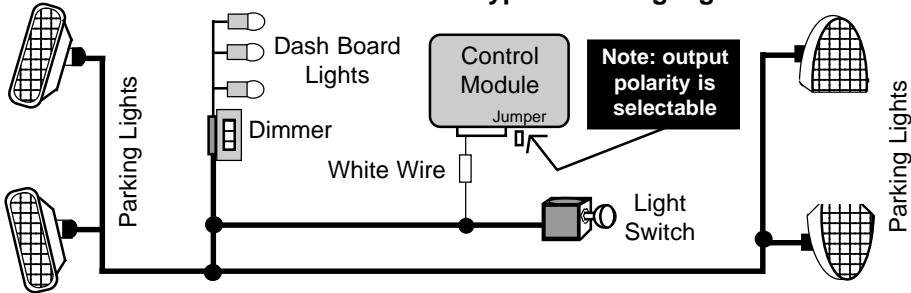 Dash Board
Lights
Control
Module
Jumper
Note: output
polarity is
selectable
Dimmer
White Wire
Light
Switch
Parking Lights
Parking Lights